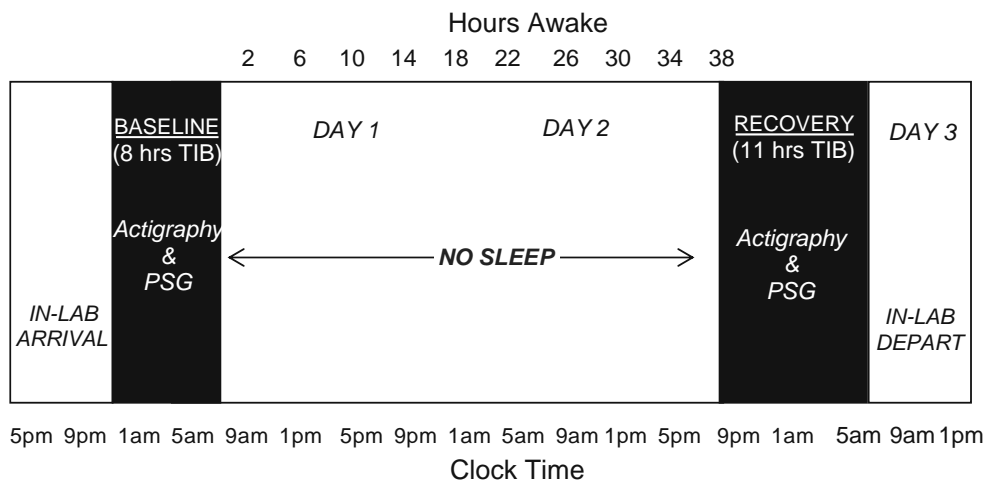 Hours Awake
2 6 10 14 18 22 26 30 34 38
BASELINE
(8 hrs TIB)
DAY 1
DAY 2
RECOVERY
(11 hrs TIB)
DAY 3
Actigraphy
&
PSG
NO SLEEP
Actigraphy
&
PSG
IN-LAB
ARRIVAL
IN-LAB
DEPART
5pm 9pm 1am 5am 9am 1pm 5pm 9pm 1am 5am 9am 1pm 5pm 9pm 1am 5am 9am 1pm
Clock Time